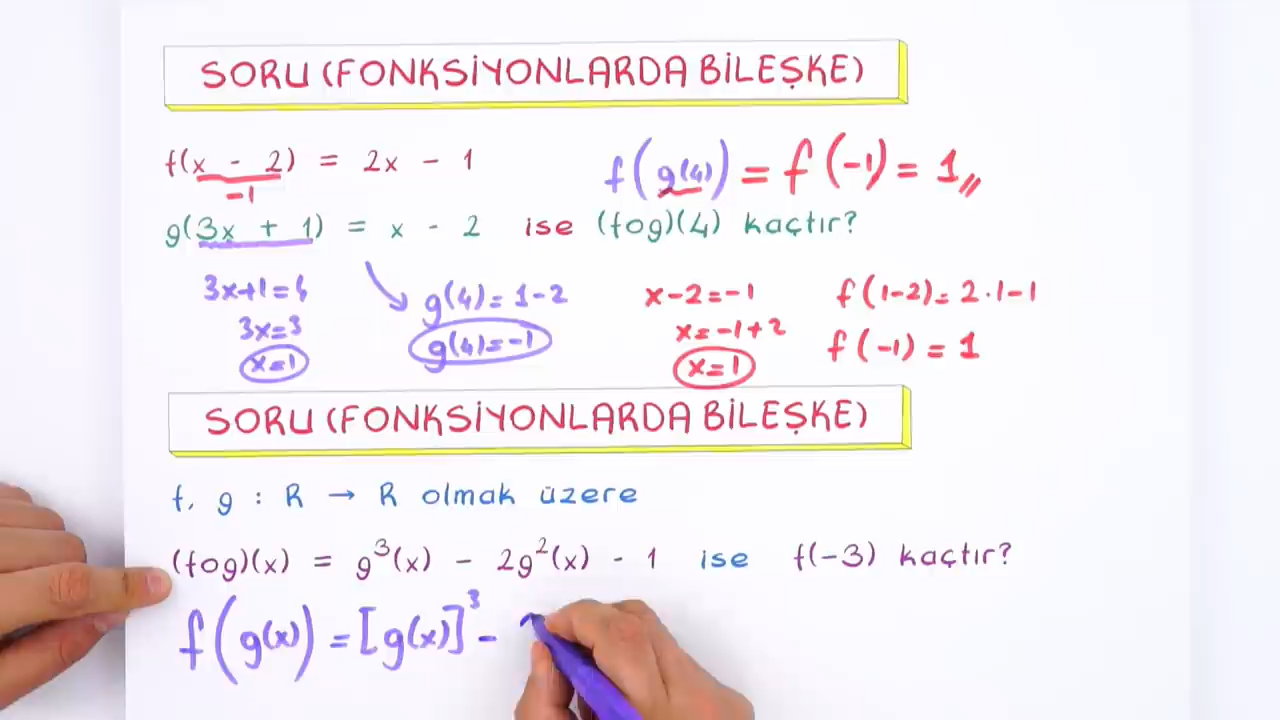 SORU (FONKSİYONLARDA BİLEŞKE)
f(x - 2) = 2x - 1
-1
f(g(4)) = f(-1) = 1,,
g(3x + 1) = x - 2 ise (fog)(4) kaçtır?
3x+1=4
3x=3
x=1
g(4)=1-2
g(4)=-1
x-2=-1
x=-1+2
x=1
f(1-2)=2.1-1
f(-1)=1
SORU (FONKSİYONLARDA BİLEŞKE)
f, g : R → R olmak üzere
(fog)(x) = g³(x) - 2g²(x) - 1 ise f(-3) kaçtır?
f(g(x)) = [g(x)]³ -